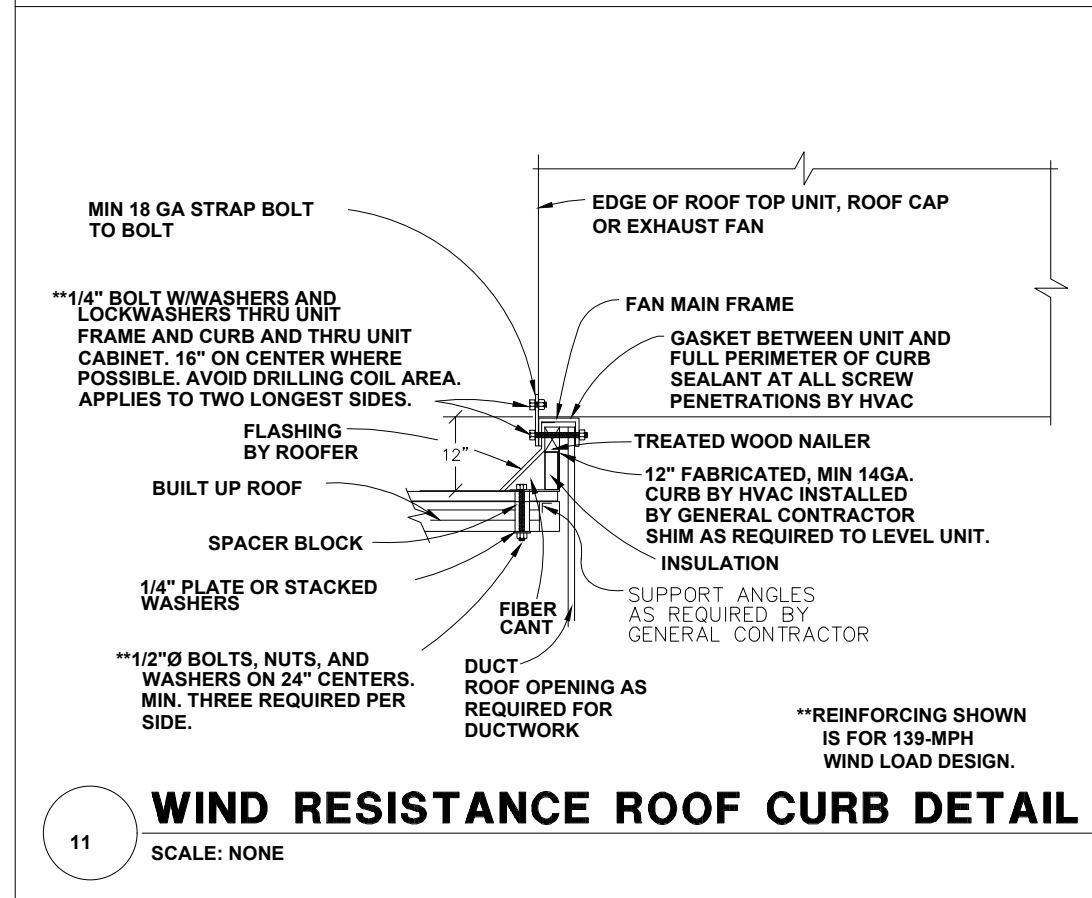 MIN 18 GA STRAP BOLT
TO BOLT
**1/4" BOLT W/WASHERS AND
LOCKWASHERS THRU UNIT
FRAME AND CURB AND THRU UNIT
CABINET. 16" ON CENTER WHERE
POSSIBLE. AVOID DRILLING COIL AREA.
APPLIES TO TWO LONGEST SIDES.
FLASHING
BY ROOFER
12"
BUILT UP ROOF
SPACER BLOCK
1/4" PLATE OR STACKED
WASHERS
**1/2"Ø BOLTS, NUTS, AND
WASHERS ON 24" CENTERS.
MIN. THREE REQUIRED PER
SIDE.
EDGE OF ROOF TOP UNIT, ROOF CAP
OR EXHAUST FAN
FAN MAIN FRAME
GASKET BETWEEN UNIT AND
FULL PERIMETER OF CURB
SEALANT AT ALL SCREW
PENETRATIONS BY HVAC
TREATED WOOD NAILER
12" FABRICATED, MIN 14GA.
CURB BY HVAC INSTALLED
BY GENERAL CONTRACTOR
SHIM AS REQUIRED TO LEVEL UNIT.
INSULATION
SUPPORT ANGLES
AS REQUIRED BY
GENERAL CONTRACTOR
FIBER
CANT
DUCT
ROOF OPENING AS
REQUIRED FOR
DUCTWORK
**REINFORCING SHOWN
IS FOR 139-MPH
WIND LOAD DESIGN.
11
WIND RESISTANCE ROOF CURB DETAIL
SCALE: NONE